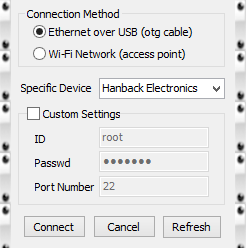 Connection Method
Ethernet over USB (otg cable)
Wi-Fi Network (access point)
Specific Device Hanback Electronics
Custom Settings
ID root
Passwd •••••••
Port Number 22
Connect Cancel Refresh